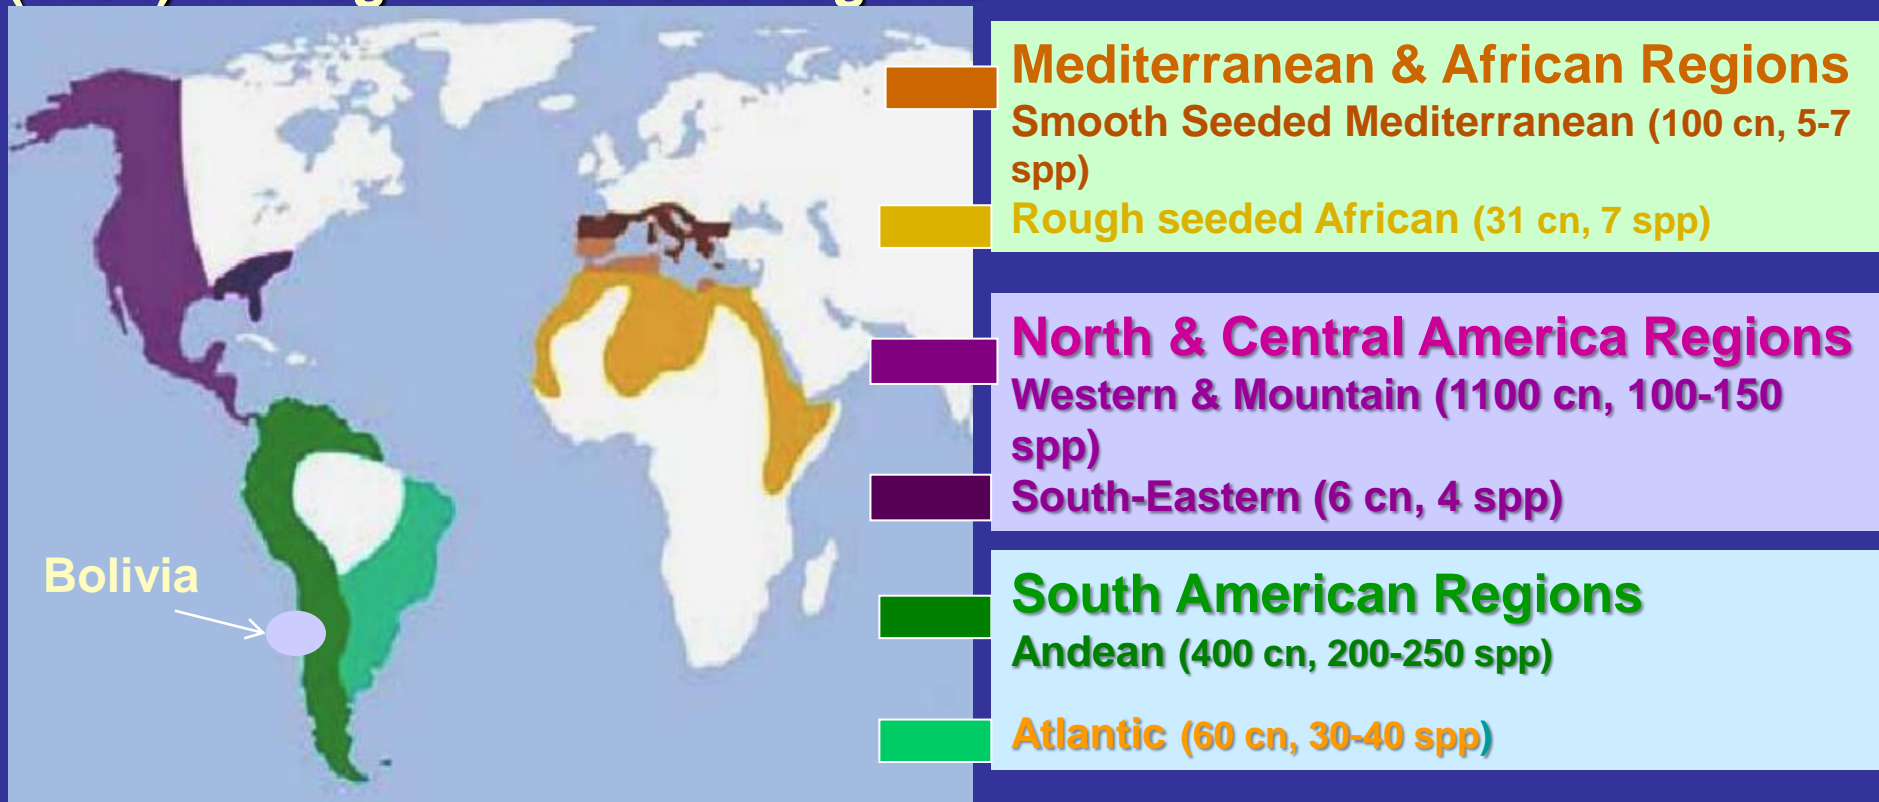 Mediterranean & African Regions
Smooth Seeded Mediterranean (100 cn, 5-7
spp)
Rough seeded African (31 cn, 7 spp)
North & Central America Regions
Western & Mountain (1100 cn, 100-150
spp)
South-Eastern (6 cn, 4 spp)
Bolivia
South American Regions
Andean (400 cn, 200-250 spp)
Atlantic (60 cn, 30-40 spp)